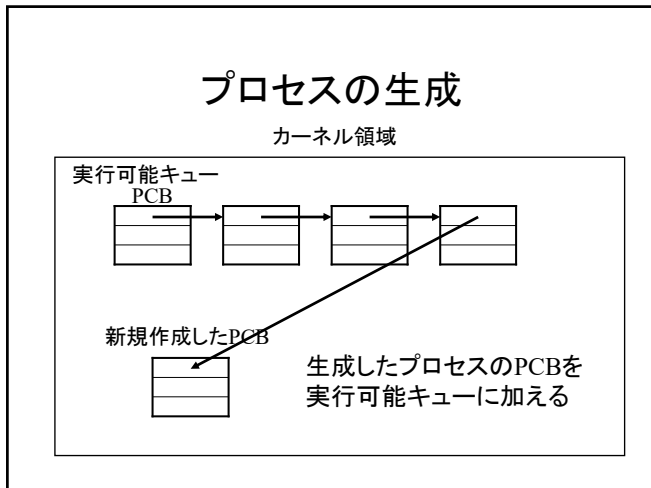 プロセスの生成
カーネル領域
実行可能キュー
PCB
新規作成したPCB
生成したプロセスのPCBを
実行可能キューに加える